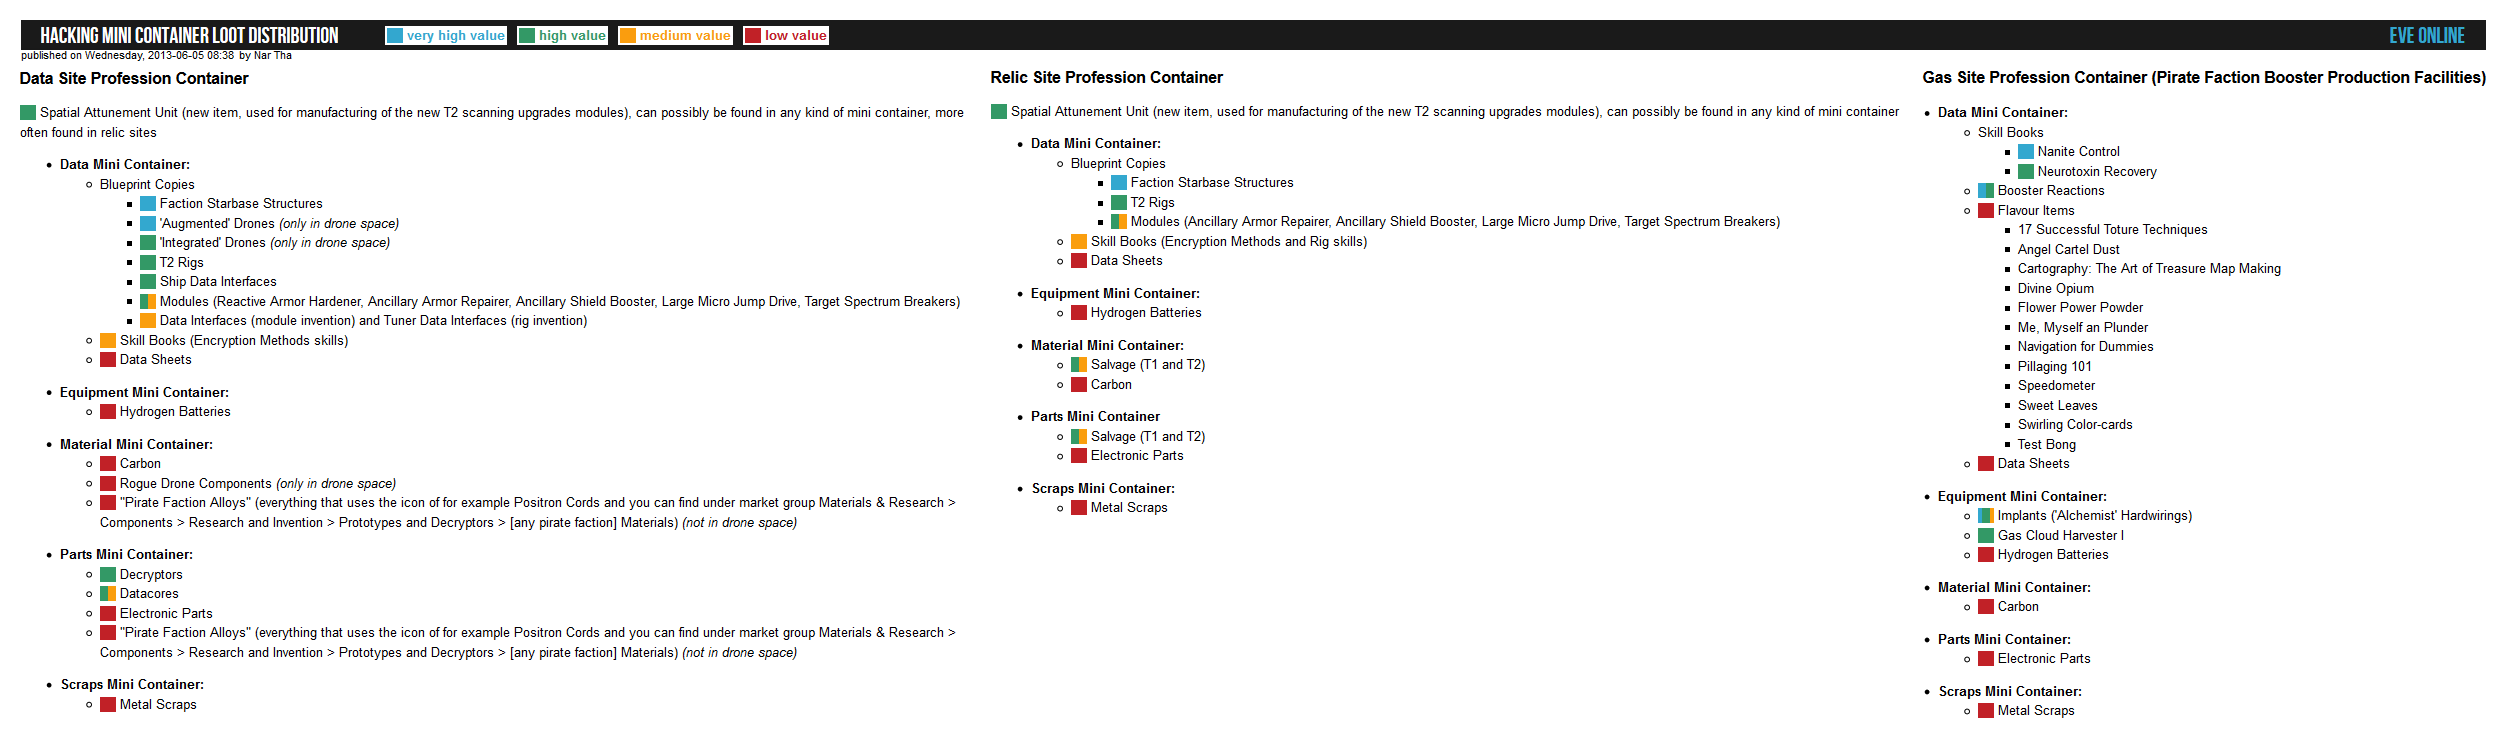 HACKING MINI CONTAINER LOOT DISTRIBUTION
very high value
high value
medium value
low value
EVE ONLINE
published on Wednesday, 2013-06-05 08:38 by Nar Tha
Data Site Profession Container
Spatial Attunement Unit (new item, used for manufacturing of the new T2 scanning upgrades modules), can possibly be found in any kind of mini container, more
often found in relic sites
Data Mini Container:
Blueprint Copies
Faction Starbase Structures
'Augmented' Drones (only in drone space)
'Integrated' Drones (only in drone space)
T2 Rigs
Ship Data Interfaces
Modules (Reactive Armor Hardener, Ancillary Armor Repairer, Ancillary Shield Booster, Large Micro Jump Drive, Target Spectrum Breakers)
Data Interfaces (module invention) and Tuner Data Interfaces (rig invention)
Skill Books (Encryption Methods skills)
Data Sheets
Equipment Mini Container:
Hydrogen Batteries
Material Mini Container:
Carbon
Rogue Drone Components (only in drone space)
"Pirate Faction Alloys" (everything that uses the icon of for example Positron Cords and you can find under market group Materials & Research >
Components > Research and Invention > Prototypes and Decryptors > [any pirate faction] Materials) (not in drone space)
Parts Mini Container:
Decryptors
Datacores
Electronic Parts
"Pirate Faction Alloys" (everything that uses the icon of for example Positron Cords and you can find under market group Materials & Research >
Components > Research and Invention > Prototypes and Decryptors > [any pirate faction] Materials) (not in drone space)
Scraps Mini Container:
Metal Scraps
Relic Site Profession Container
Spatial Attunement Unit (new item, used for manufacturing of the new T2 scanning upgrades modules), can possibly be found in any kind of mini container
Data Mini Container:
Blueprint Copies
Faction Starbase Structures
T2 Rigs
Modules (Ancillary Armor Repairer, Ancillary Shield Booster, Large Micro Jump Drive, Target Spectrum Breakers)
Skill Books (Encryption Methods and Rig skills)
Data Sheets
Equipment Mini Container:
Hydrogen Batteries
Material Mini Container:
Salvage (T1 and T2)
Carbon
Parts Mini Container
Salvage (T1 and T2)
Electronic Parts
Scraps Mini Container:
Metal Scraps
Gas Site Profession Container (Pirate Faction Booster Production Facilities)
Data Mini Container:
Skill Books
Nanite Control
Neurotoxin Recovery
Booster Reactions
Flavour Items
17 Successful Toture Techniques
Angel Cartel Dust
Cartography: The Art of Treasure Map Making
Divine Opium
Flower Power Powder
Me, Myself an Plunder
Navigation for Dummies
Pillaging 101
Speedometer
Sweet Leaves
Swirling Color-cards
Test Bong
Data Sheets
Equipment Mini Container:
Implants ('Alchemist' Hardwirings)
Gas Cloud Harvester I
Hydrogen Batteries
Material Mini Container:
Carbon
Parts Mini Container:
Electronic Parts
Scraps Mini Container:
Metal Scraps